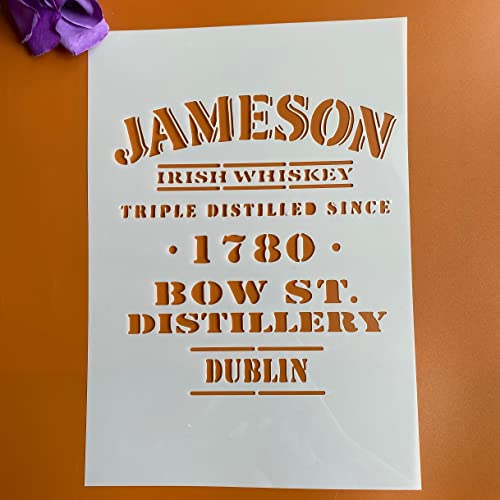 JAMESON
IRISH WHISKEY
TRIPLE DISTILLED SINCE
· 1780 ·
BOW ST.
DISTILLERY
DUBLIN